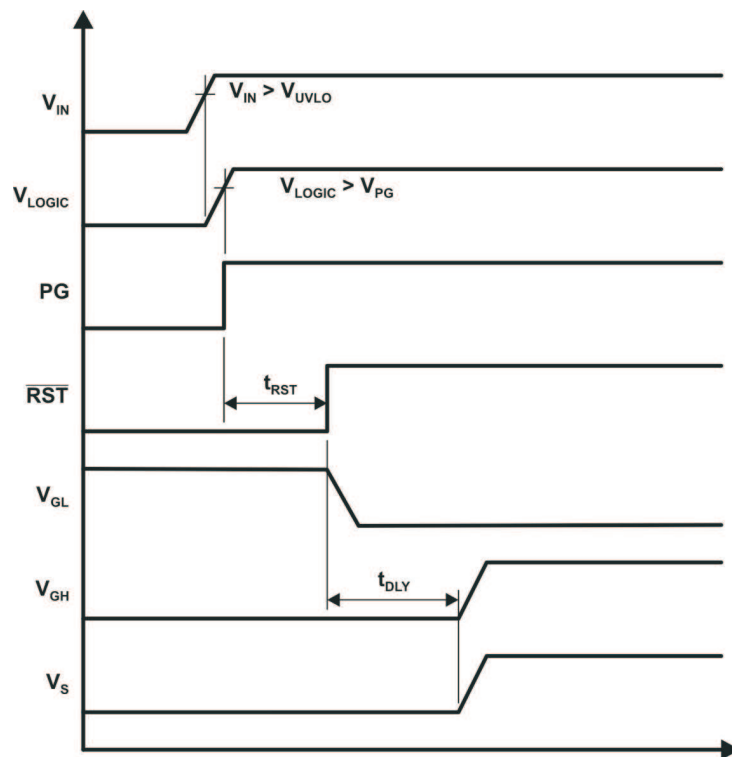 V_IN
V_IN > V_UVLO
V_LOGIC
V_LOGIC > V_PG
PG
RST
t_RST
V_GL
V_GH
t_DLY
V_S